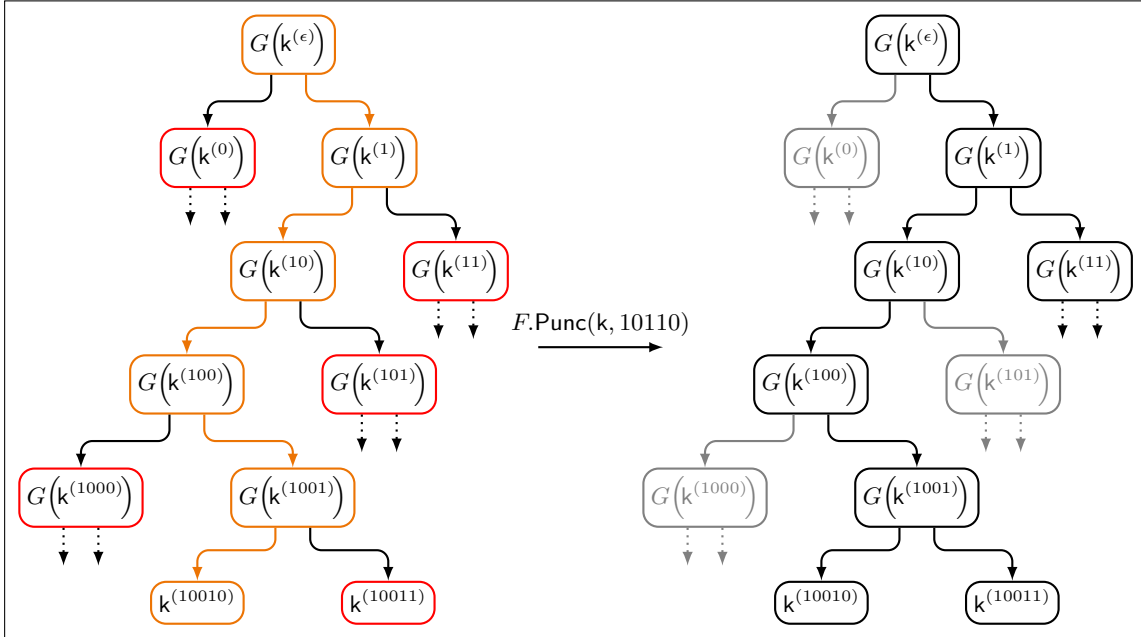 G(k^(ϵ)) G(k^(ϵ))
G(k^(0)) G(k^(1)) G(k^(0)) G(k^(1))
G(k^(10)) G(k^(11)) G(k^(10)) G(k^(11))
F.Punc(k, 10110)
G(k^(100)) G(k^(101)) G(k^(100)) G(k^(101))
G(k^(1000)) G(k^(1001)) G(k^(1000)) G(k^(1001))
k^(10010) k^(10011) k^(10010) k^(10011)